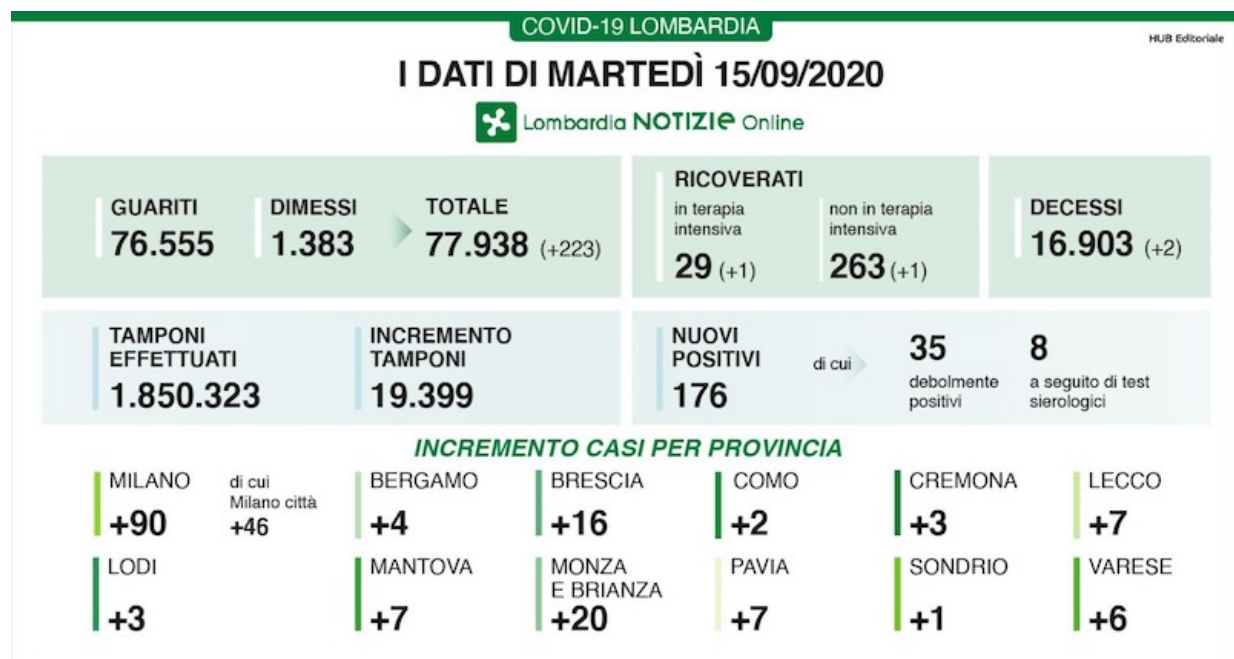 COVID-19 LOMBARDIA
HUB Editoriale
I DATI DI MARTEDÌ 15/09/2020
Lombardia NOTIZIe Online
GUARITI
76.555
DIMESSI
1.383
TOTALE
77.938 (+223)
RICOVERATI
in terapia
intensiva
29 (+1)
non in terapia
intensiva
263 (+1)
DECESSI
16.903 (+2)
TAMPONI
EFFETTUATI
1.850.323
INCREMENTO
TAMPONI
19.399
NUOVI
POSITIVI
176
di cui
35
debolmente
positivi
8
a seguito di test
sierologici
INCREMENTO CASI PER PROVINCIA
MILANO
+90
di cui
Milano città
+46
BERGAMO
+4
BRESCIA
+16
COMO
+2
CREMONA
+3
LECCO
+7
LODI
+3
MANTOVA
+7
MONZA
E BRIANZA
+20
PAVIA
+7
SONDRIO
+1
VARESE
+6